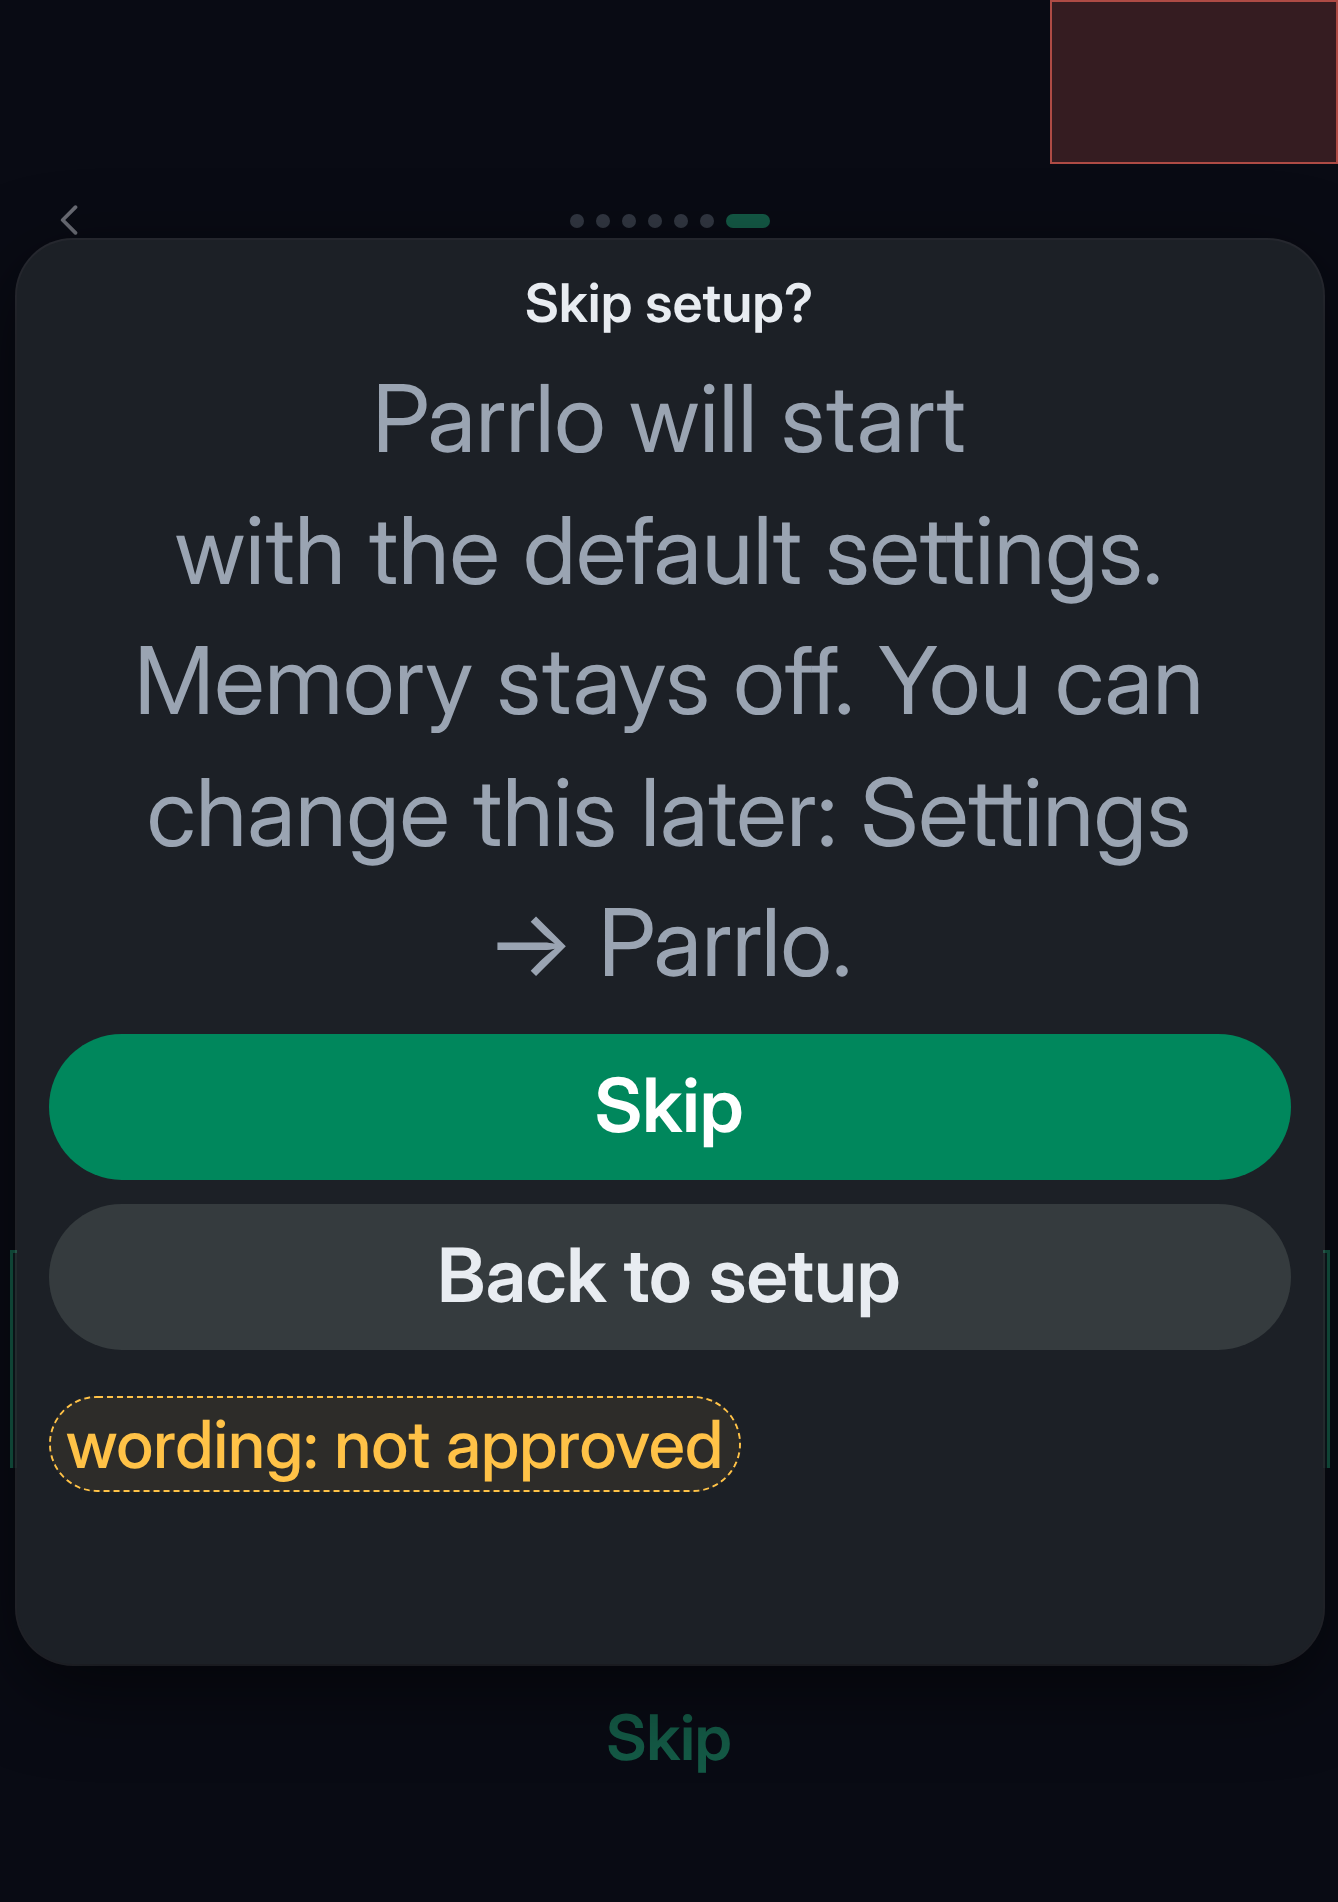 Skip setup?
Parrlo will start
with the default settings.
Memory stays off. You can
change this later: Settings
→ Parrlo.
Skip
Back to setup
wording: not approved
Skip